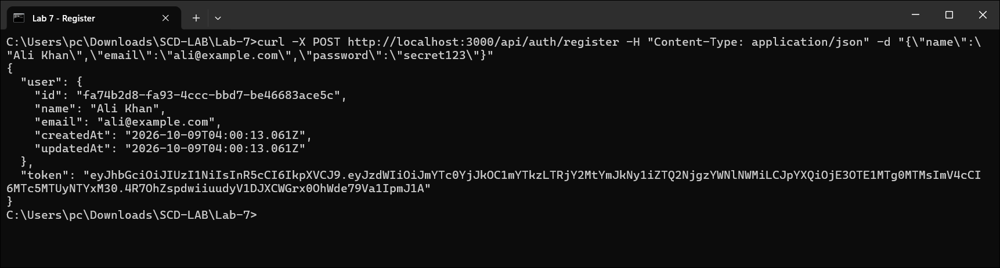 Lab 7 - Register
C:\Users\pc\Downloads\SCD-LAB\Lab-7>curl -X POST http://localhost:3000/api/auth/register -H "Content-Type: application/json" -d "{\"name\":\
"Ali Khan\",\"email\":\"ali@example.com\",\"password\":\"secret123\"}"
{
  "user": {
    "id": "fa74b2d8-fa93-4ccc-bbd7-be46683ace5c",
    "name": "Ali Khan",
    "email": "ali@example.com",
    "createdAt": "2026-10-09T04:00:13.061Z",
    "updatedAt": "2026-10-09T04:00:13.061Z"
  },
  "token": "eyJhbGciOiJIUzI1NiIsInR5cCI6IkpXVCJ9.eyJzdWIiOiJmYTc0YjJkOC1mYTkzLTRjY2MtYmJkNy1iZTQ2NjgzYWNlNWMiLCJpYXQiOjE3OTE1MTg0MTMsImV4cCI
6MTc5MTUyNTYxM30.4R7OhZspdwiiuudyV1DJXCWGrx0OhWde79Va1IpmJ1A"
}
C:\Users\pc\Downloads\SCD-LAB\Lab-7>